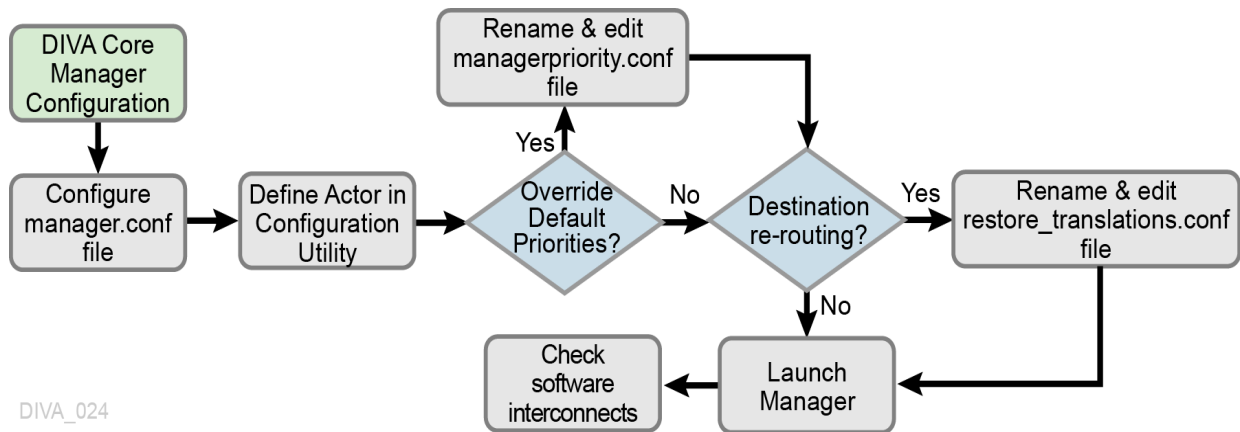 DIVA Core
Manager
Configuration
Configure
manager.conf
file
Define Actor in
Configuration
Utility
Override
Default
Priorities?
Yes
Rename & edit
managerpriority.conf
file
No
Destination
re-routing?
Yes
Rename & edit
restore_translations.conf
file
No
Launch
Manager
Check
software
interconnects
DIVA_024